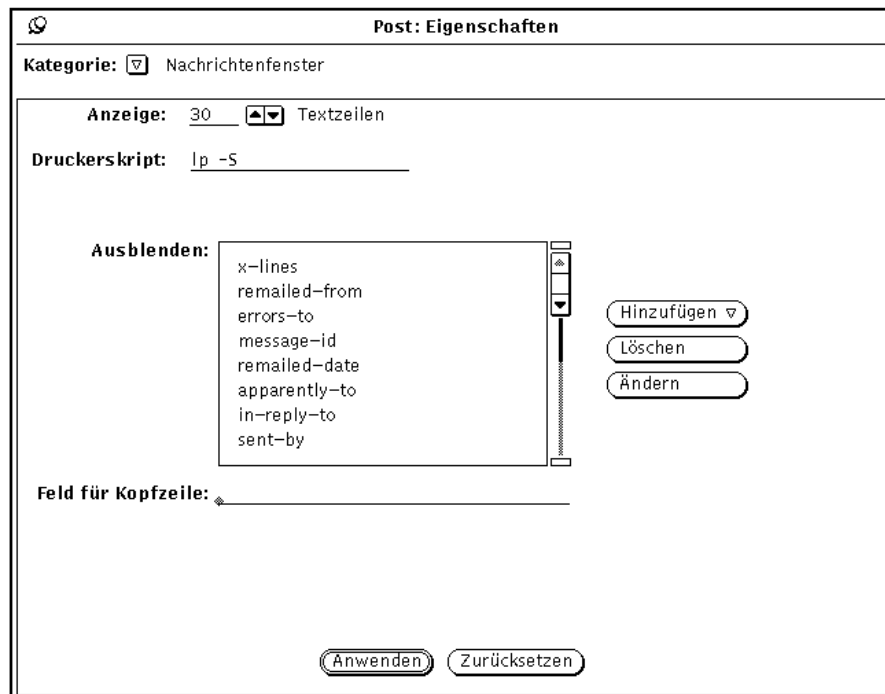 Post: Eigenschaften
Kategorie: Nachrichtenfenster
Anzeige: 30 Textzeilen
Druckerskript: lp -S
Ausblenden:
x-lines
remailed-from
errors-to
message-id
remailed-date
apparently-to
in-reply-to
sent-by
Hinzufügen
Löschen
Ändern
Feld für Kopfzeile:
Anwenden Zurücksetzen